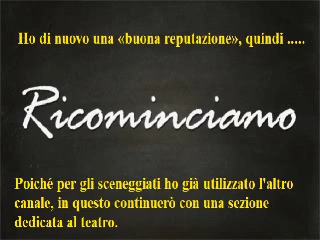 Ho di nuovo una «buona reputazione», quindi .....
Ricominciamo
Poiché per gli sceneggiati ho già utilizzato l'altro
canale, in questo continuerò con una sezione
dedicata al teatro.